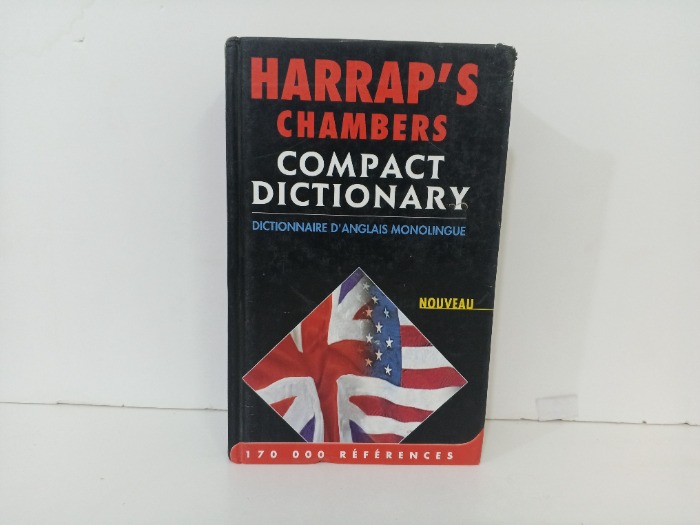 HARRAP'S
CHAMBERS
COMPACT
DICTIONARY
DICTIONNAIRE D'ANGLAIS MONOLINGUE
NOUVEAU
170 000 RÉFÉRENCES